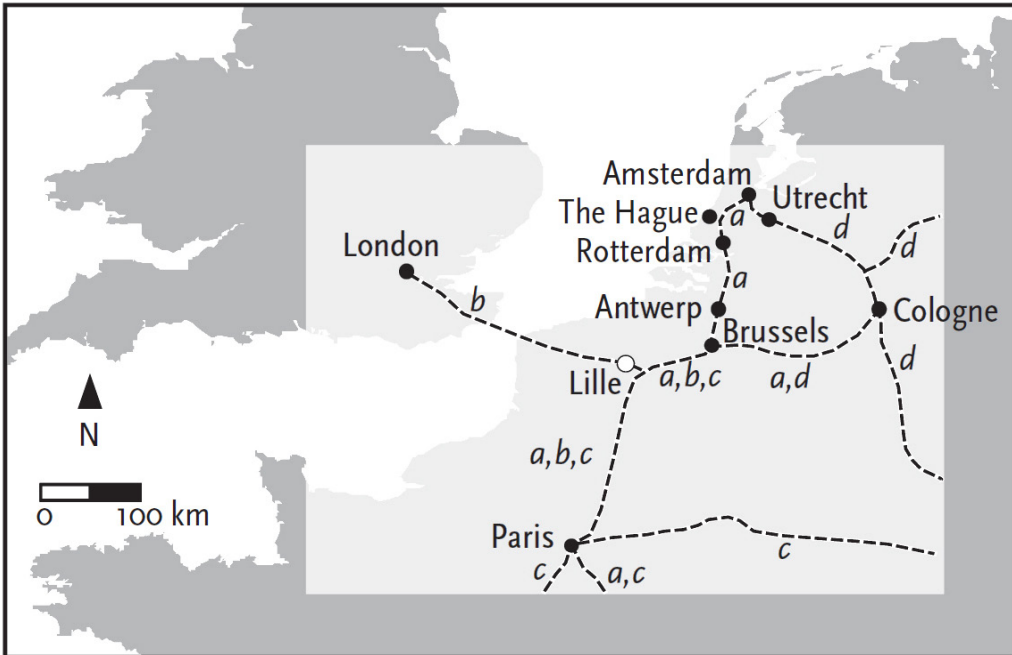 Amsterdam
Utrecht
The Hague
a
d
d
London
Rotterdam
b
a
Antwerp
Cologne
Brussels
Lille
a,b,c
a,d
d
N
a,b,c
0 100 km
Paris
c
c
a,c